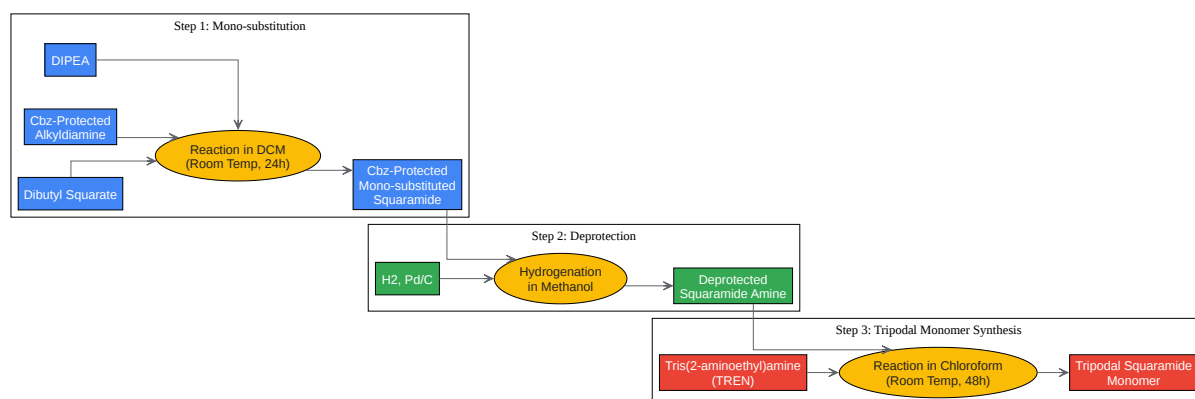 Step 1: Mono-substitution
DIPEA
Cbz-Protected
Alkyldiamine
Dibutyl Squarate
Reaction in DCM
(Room Temp, 24h)
Cbz-Protected
Mono-substituted
Squaramide
Step 2: Deprotection
H2, Pd/C
Hydrogenation
in Methanol
Deprotected
Squaramide Amine
Step 3: Tripodal Monomer Synthesis
Tris(2-aminoethyl)amine
(TREN)
Reaction in Chloroform
(Room Temp, 48h)
Tripodal Squaramide
Monomer